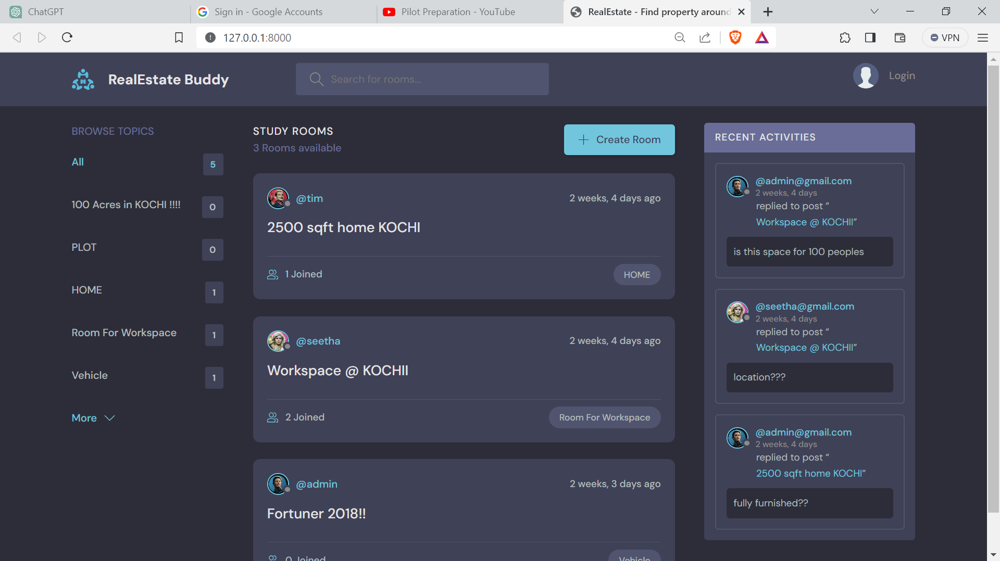 ChatGPT
Sign in - Google Accounts
Pilot Preparation - YouTube
RealEstate - Find property around
127.0.0.1:8000
VPN
RealEstate Buddy
Search for rooms...
Login
BROWSE TOPICS
All
5
100 Acres in KOCHI !!!!
0
PLOT
0
HOME
1
Room For Workspace
1
Vehicle
1
More
STUDY ROOMS
3 Rooms available
Create Room
@tim
2 weeks, 4 days ago
2500 sqft home KOCHI
1 Joined
HOME
@seetha
2 weeks, 4 days ago
Workspace @ KOCHII
2 Joined
Room For Workspace
@admin
2 weeks, 3 days ago
Fortuner 2018!!
0 Joined
Vehicle
RECENT ACTIVITIES
@admin@gmail.com
2 weeks, 4 days
replied to post “
Workspace @ KOCHII”
is this space for 100 peoples
@seetha@gmail.com
2 weeks, 4 days
replied to post “
Workspace @ KOCHII”
location???
@admin@gmail.com
2 weeks, 4 days
replied to post “
2500 sqft home KOCHI”
fully furnished??